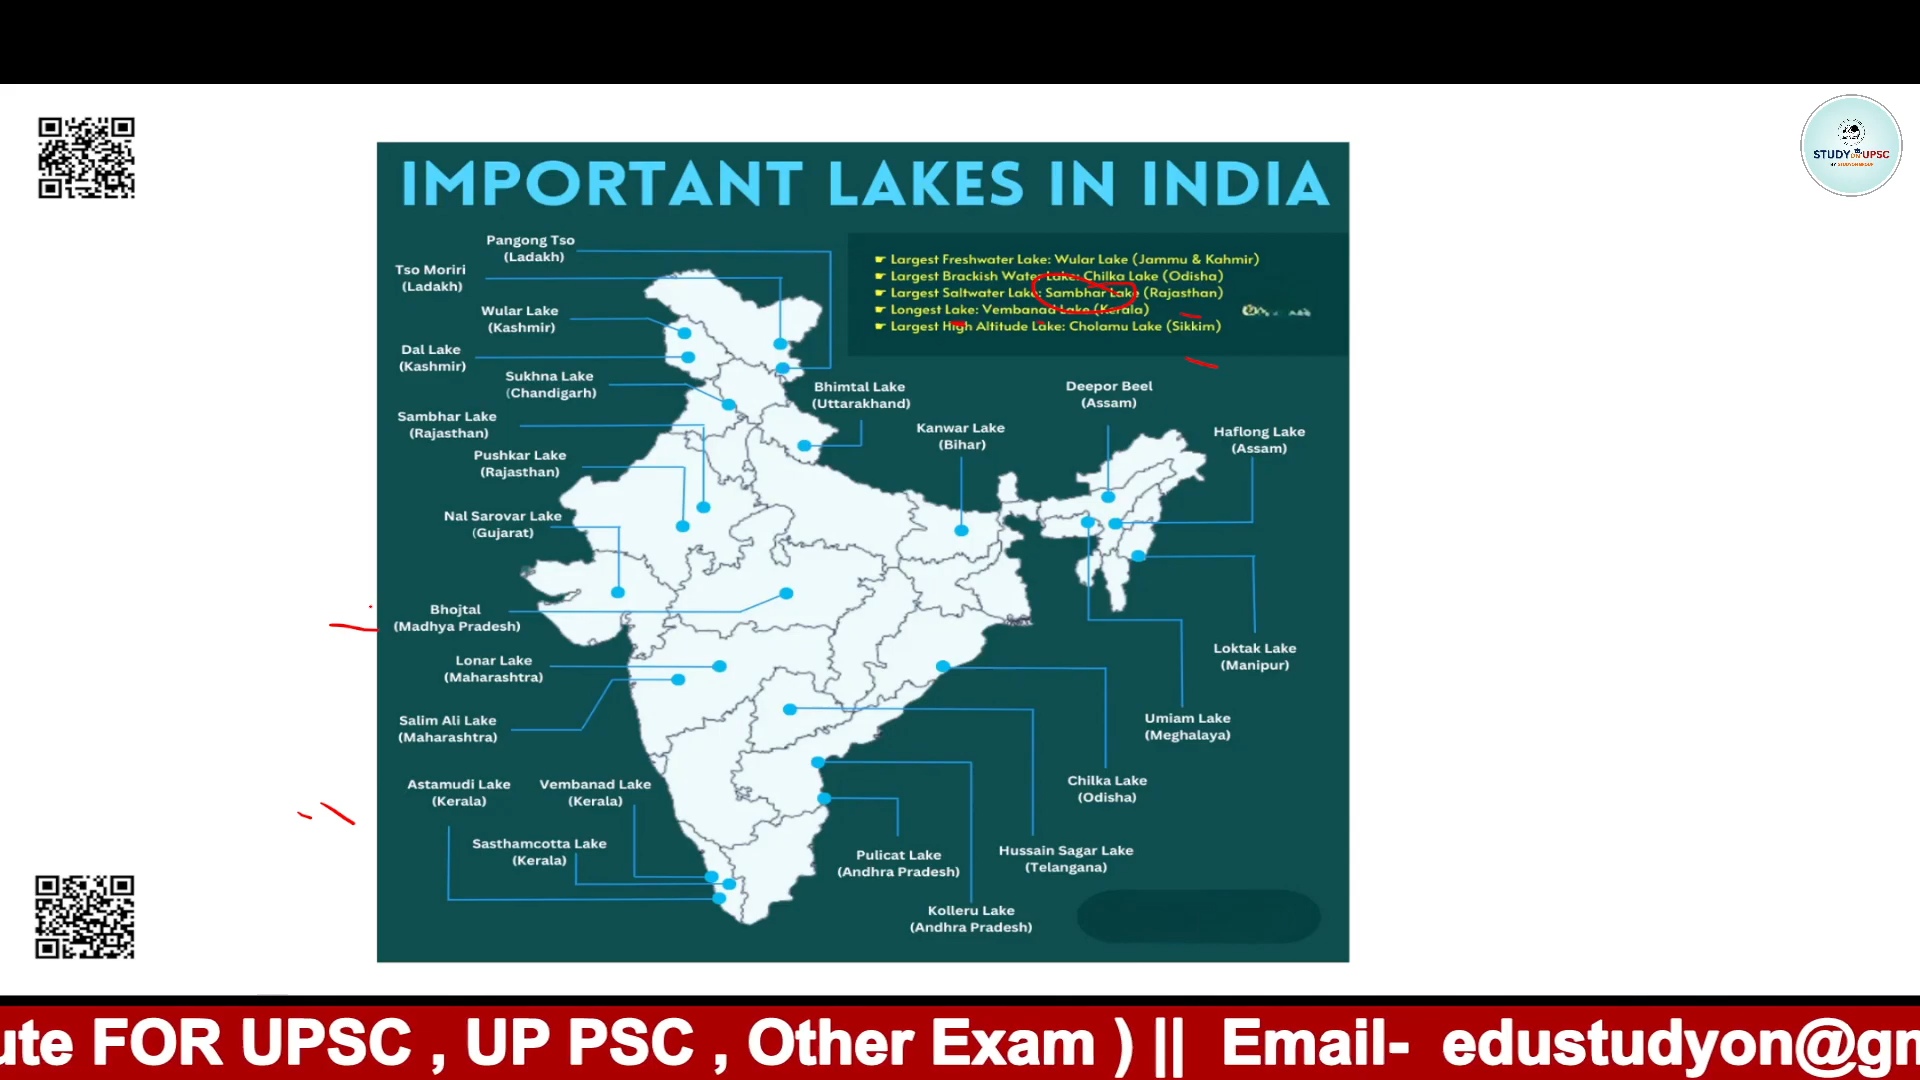 STUDY ON UPSC
IMPORTANT LAKES IN INDIA
☛ Largest Freshwater Lake: Wular Lake (Jammu & Kahmir)
☛ Largest Brackish Water Lake: Chilka Lake (Odisha)
☛ Largest Saltwater Lake: Sambhar Lake (Rajasthan)
☛ Longest Lake: Vembanad Lake (Kerala)
☛ Largest High Altitude Lake: Cholamu Lake (Sikkim)
Pangong Tso
(Ladakh)
Tso Moriri
(Ladakh)
Wular Lake
(Kashmir)
Dal Lake
(Kashmir)
Sukhna Lake
(Chandigarh)
Sambhar Lake
(Rajasthan)
Pushkar Lake
(Rajasthan)
Nal Sarovar Lake
(Gujarat)
Bhojtal
(Madhya Pradesh)
Lonar Lake
(Maharashtra)
Salim Ali Lake
(Maharashtra)
Astamudi Lake
(Kerala)
Vembanad Lake
(Kerala)
Sasthamcotta Lake
(Kerala)
Bhimtal Lake
(Uttarakhand)
Kanwar Lake
(Bihar)
Deepor Beel
(Assam)
Haflong Lake
(Assam)
Loktak Lake
(Manipur)
Umiam Lake
(Meghalaya)
Chilka Lake
(Odisha)
Hussain Sagar Lake
(Telangana)
Pulicat Lake
(Andhra Pradesh)
Kolleru Lake
(Andhra Pradesh)
ute FOR UPSC , UP PSC , Other Exam ) || Email- edustudyon@gm